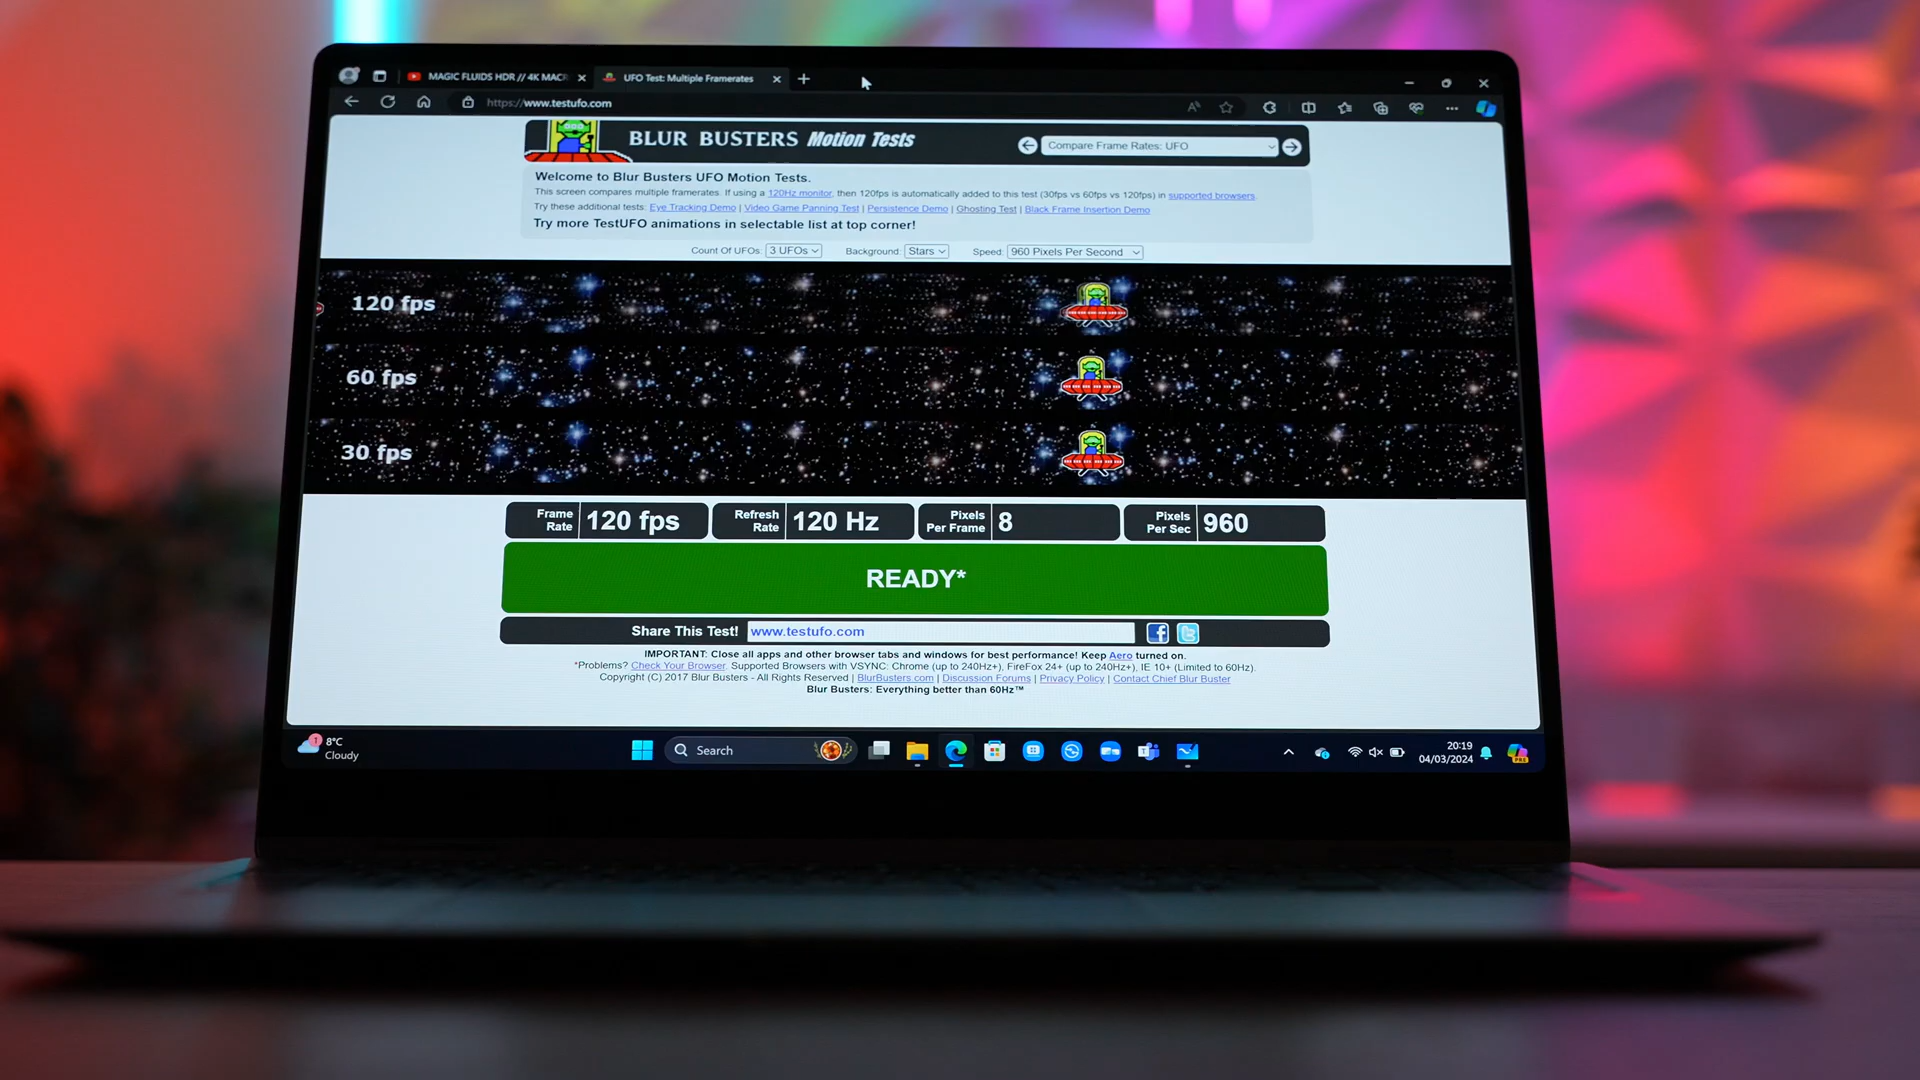 MAGIC FLUIDS HDR // 4K MACR
UFO Test: Multiple Framerates
https://www.testufo.com
BLUR BUSTERS Motion Tests
Compare Frame Rates: UFO
Welcome to Blur Busters UFO Motion Tests.
This screen compares multiple framerates. If using a 120Hz monitor, then 120fps is automatically added to this test (30fps vs 60fps vs 120fps) in supported browsers.
Try these additional tests: Eye Tracking Demo | Video Game Panning Test | Persistence Demo | Ghosting Test | Black Frame Insertion Demo
Try more TestUFO animations in selectable list at top corner!
Count Of UFOs: 3 UFOs Background: Stars Speed: 960 Pixels Per Second
120 fps
60 fps
30 fps
Frame Rate 120 fps
Refresh Rate 120 Hz
Pixels Per Frame 8
Pixels Per Sec 960
READY*
Share This Test! www.testufo.com
IMPORTANT: Close all apps and other browser tabs and windows for best performance! Keep Aero turned on.
*Problems? Check Your Browser. Supported Browsers with VSYNC: Chrome (up to 240Hz+), FireFox 24+ (up to 240Hz+), IE 10+ (Limited to 60Hz).
Copyright (C) 2017 Blur Busters - All Rights Reserved | BlurBusters.com | Discussion Forums | Privacy Policy | Contact Chief Blur Buster
Blur Busters: Everything better than 60Hz™
1
8°C
Cloudy
Search
20:19
04/03/2024
PRE